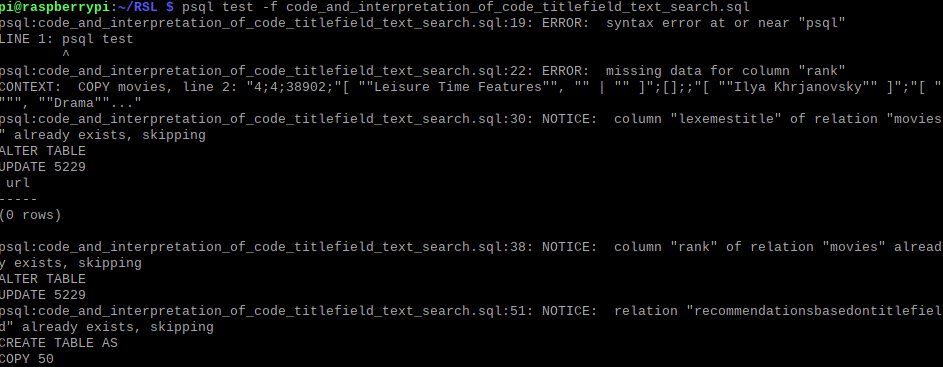 pi@raspberrypi:~/RSL $ psql test -f code_and_interpretation_of_code_titlefield_text_search.sql
psql:code_and_interpretation_of_code_titlefield_text_search.sql:19: ERROR:  syntax error at or near "psql"
LINE 1: psql test
        ^
psql:code_and_interpretation_of_code_titlefield_text_search.sql:22: ERROR:  missing data for column "rank"
CONTEXT:  COPY movies, line 2: "4;4;38902;"[ ""Leisure Time Features"", "" | "" ]";[];;"[ ""Ilya Khrjanovsky"" ]";"[ "
""", ""Drama""..."
psql:code_and_interpretation_of_code_titlefield_text_search.sql:30: NOTICE:  column "lexemestitle" of relation "movies
" already exists, skipping
ALTER TABLE
UPDATE 5229
 url
-----
(0 rows)
psql:code_and_interpretation_of_code_titlefield_text_search.sql:38: NOTICE:  column "rank" of relation "movies" alread
y exists, skipping
ALTER TABLE
UPDATE 5229
psql:code_and_interpretation_of_code_titlefield_text_search.sql:51: NOTICE:  relation "recommendationsbasedontitlefiel
d" already exists, skipping
CREATE TABLE AS
COPY 50